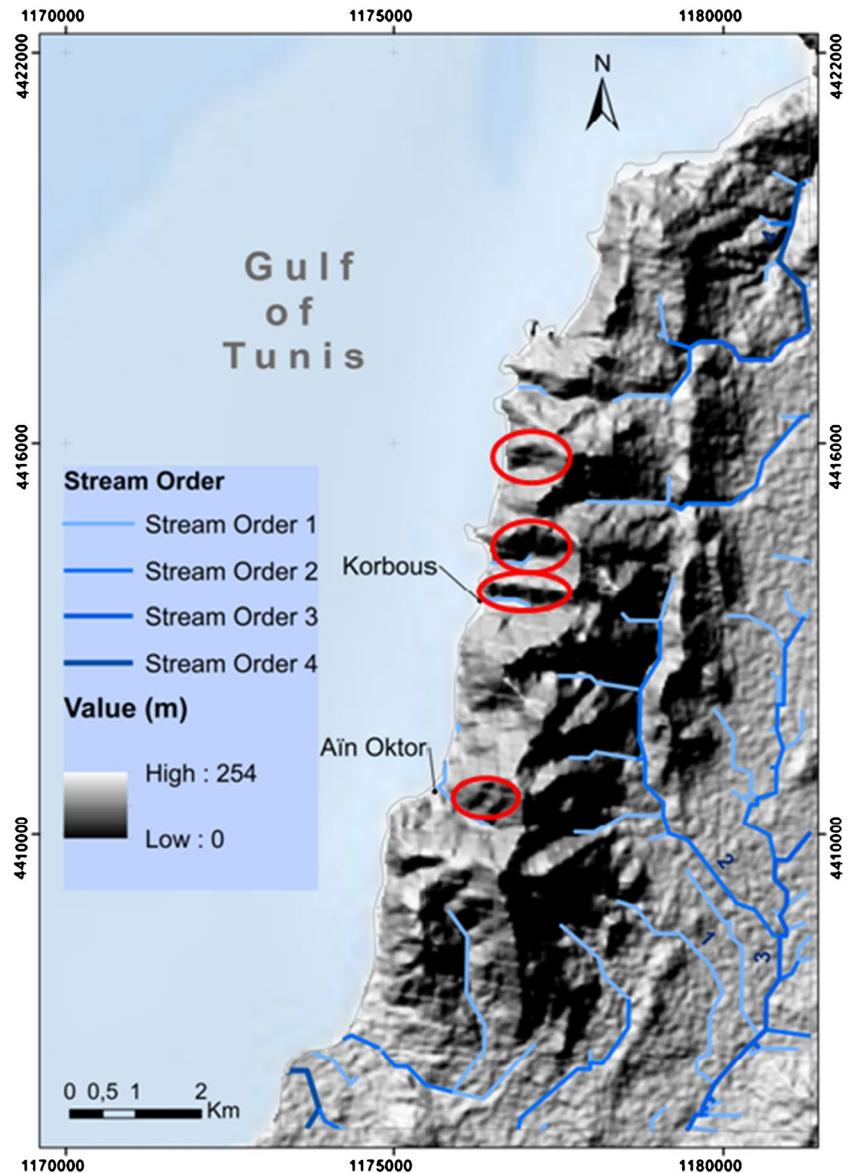 1170000 1175000 1180000
4422000 4422000
N
Gulf
of
Tunis
4416000 4416000
Stream Order
Stream Order 1
Stream Order 2
Stream Order 3
Stream Order 4
Korbous
Value (m)
High : 254
Low : 0
Aïn Oktor
4410000 4410000
4
2
1
3
0 0,5 1 2
Km
1170000 1175000 1180000